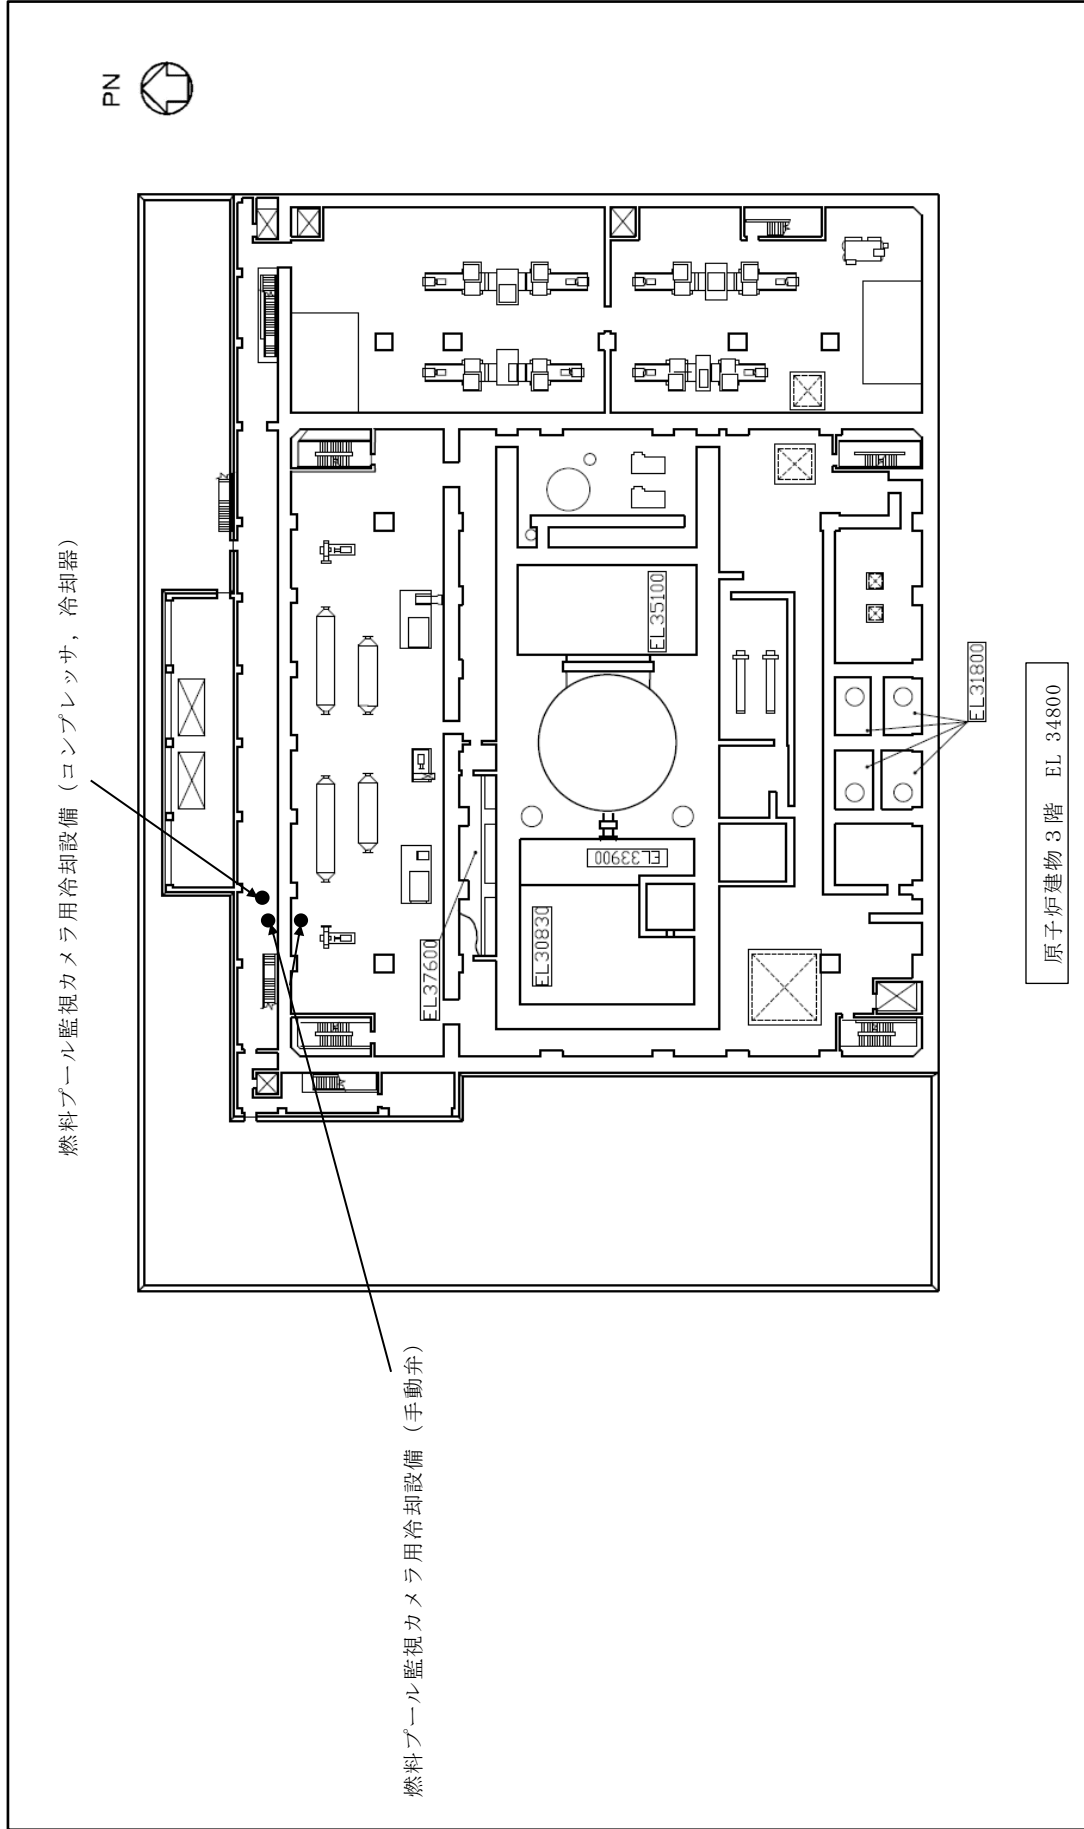 PN
燃料プール監視カメラ用冷却設備（コンプレッサ，冷却器）
燃料プール監視カメラ用冷却設備（手動弁）
EL37600
EL30830
EL33900
EL35100
EL31800
原子炉建物3階 EL 34800